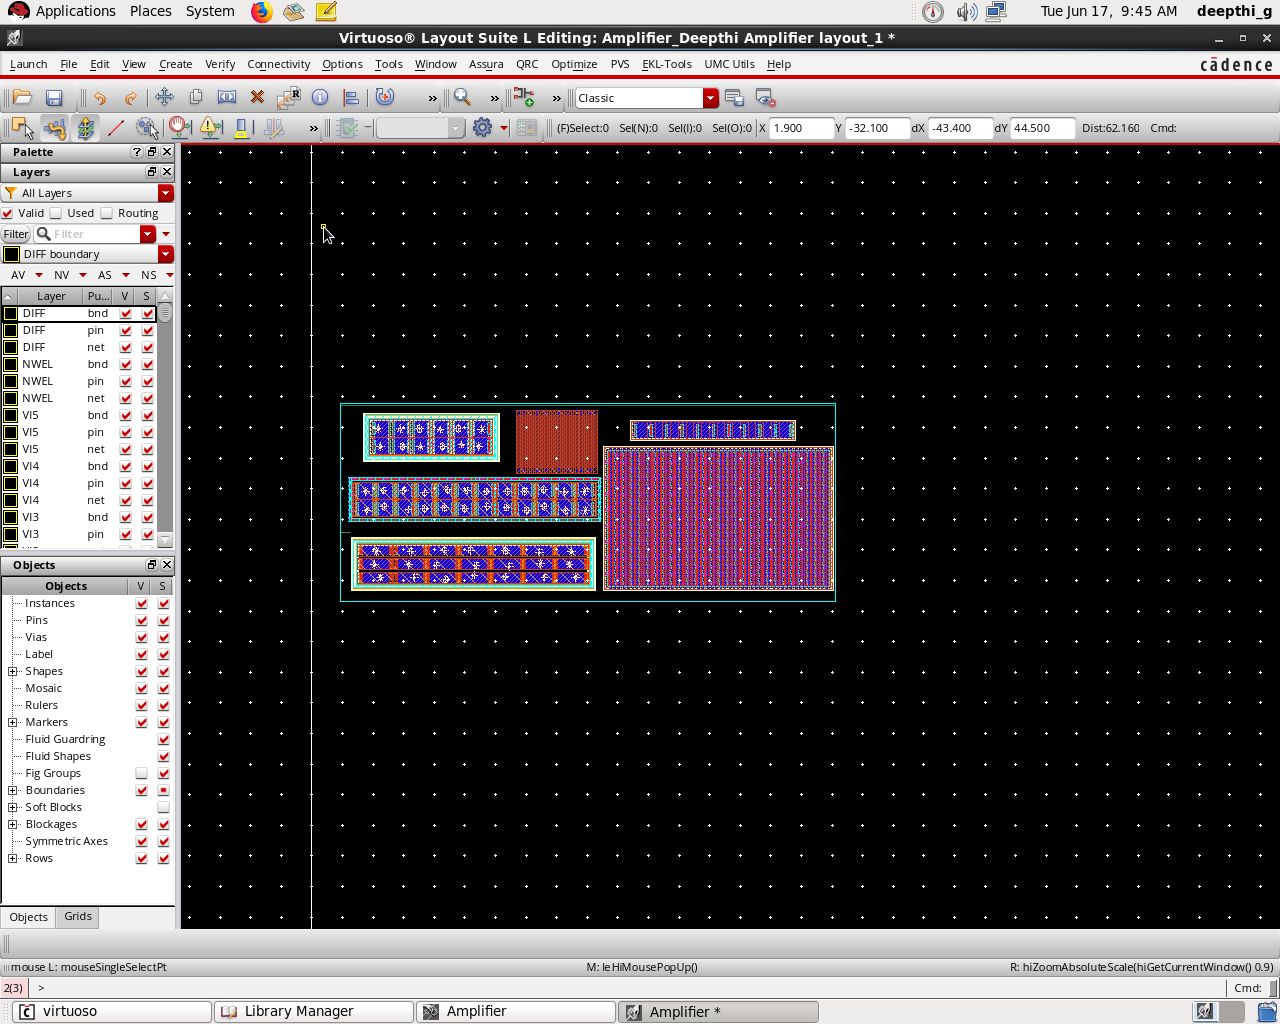 Applications Places System Tue Jun 17, 9:45 AM deepthi_g
Virtuoso® Layout Suite L Editing: Amplifier_Deepthi Amplifier layout_1 *
Launch File Edit View Create Verify Connectivity Options Tools Window Assura QRC Optimize PVS EKL-Tools UMC Utils Help cādence
» » » Classic
» (F)Select:0 Sel(N):0 Sel(I):0 Sel(O):0 X 1.900 Y -32.100 dX -43.400 dY 44.500 Dist:62.160 Cmd:
Palette
Layers
All Layers
Valid Used Routing
Filter Filter
DIFF boundary
AV NV AS NS
Layer Pu... V S
DIFF bnd
DIFF pin
DIFF net
NWEL bnd
NWEL pin
NWEL net
VI5 bnd
VI5 pin
VI5 net
VI4 bnd
VI4 pin
VI4 net
VI3 bnd
VI3 pin
Objects
Objects V S
Instances
Pins
Vias
Label
Shapes
Mosaic
Rulers
Markers
Fluid Guardring
Fluid Shapes
Fig Groups
Boundaries
Soft Blocks
Blockages
Symmetric Axes
Rows
Objects Grids
mouse L: mouseSingleSelectPt M: leHiMousePopUp() R: hiZoomAbsoluteScale(hiGetCurrentWindow() 0.9)
2(3) > Cmd:
virtuoso Library Manager Amplifier Amplifier *